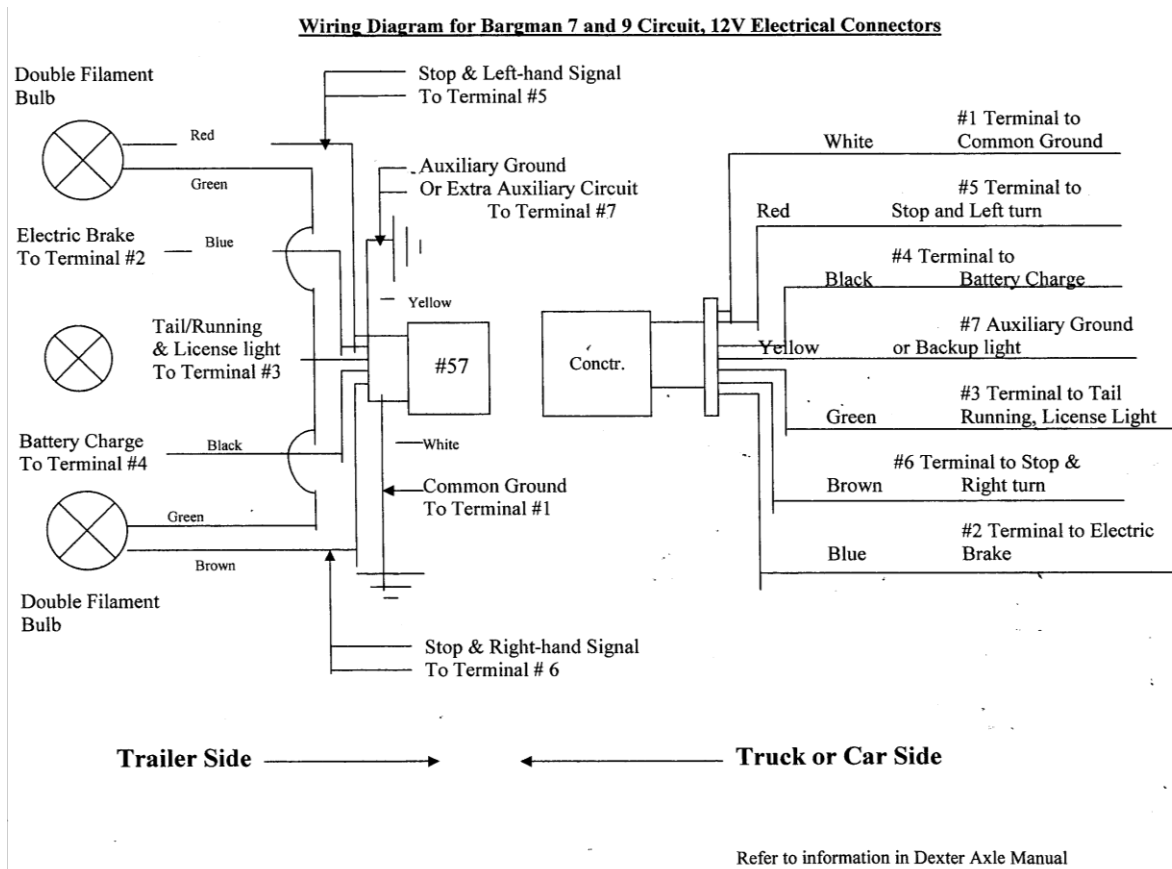 Wiring Diagram for Bargman 7 and 9 Circuit, 12V Electrical Connectors
Double Filament
Bulb
Red
Green
Stop & Left-hand Signal
To Terminal #5
Auxiliary Ground
Or Extra Auxiliary Circuit
To Terminal #7
Electric Brake
To Terminal #2
Blue
Yellow
Tail/Running
& License light
To Terminal #3
#57
Battery Charge
To Terminal #4
Black
White
Common Ground
To Terminal #1
Green
Brown
Double Filament
Bulb
Stop & Right-hand Signal
To Terminal # 6
Conctr.
#1 Terminal to
White Common Ground
#5 Terminal to
Red Stop and Left turn
#4 Terminal to
Black Battery Charge
#7 Auxiliary Ground
Yellow or Backup light
#3 Terminal to Tail
Green Running, License Light
#6 Terminal to Stop &
Brown Right turn
#2 Terminal to Electric
Blue Brake
Trailer Side
Truck or Car Side
Refer to information in Dexter Axle Manual